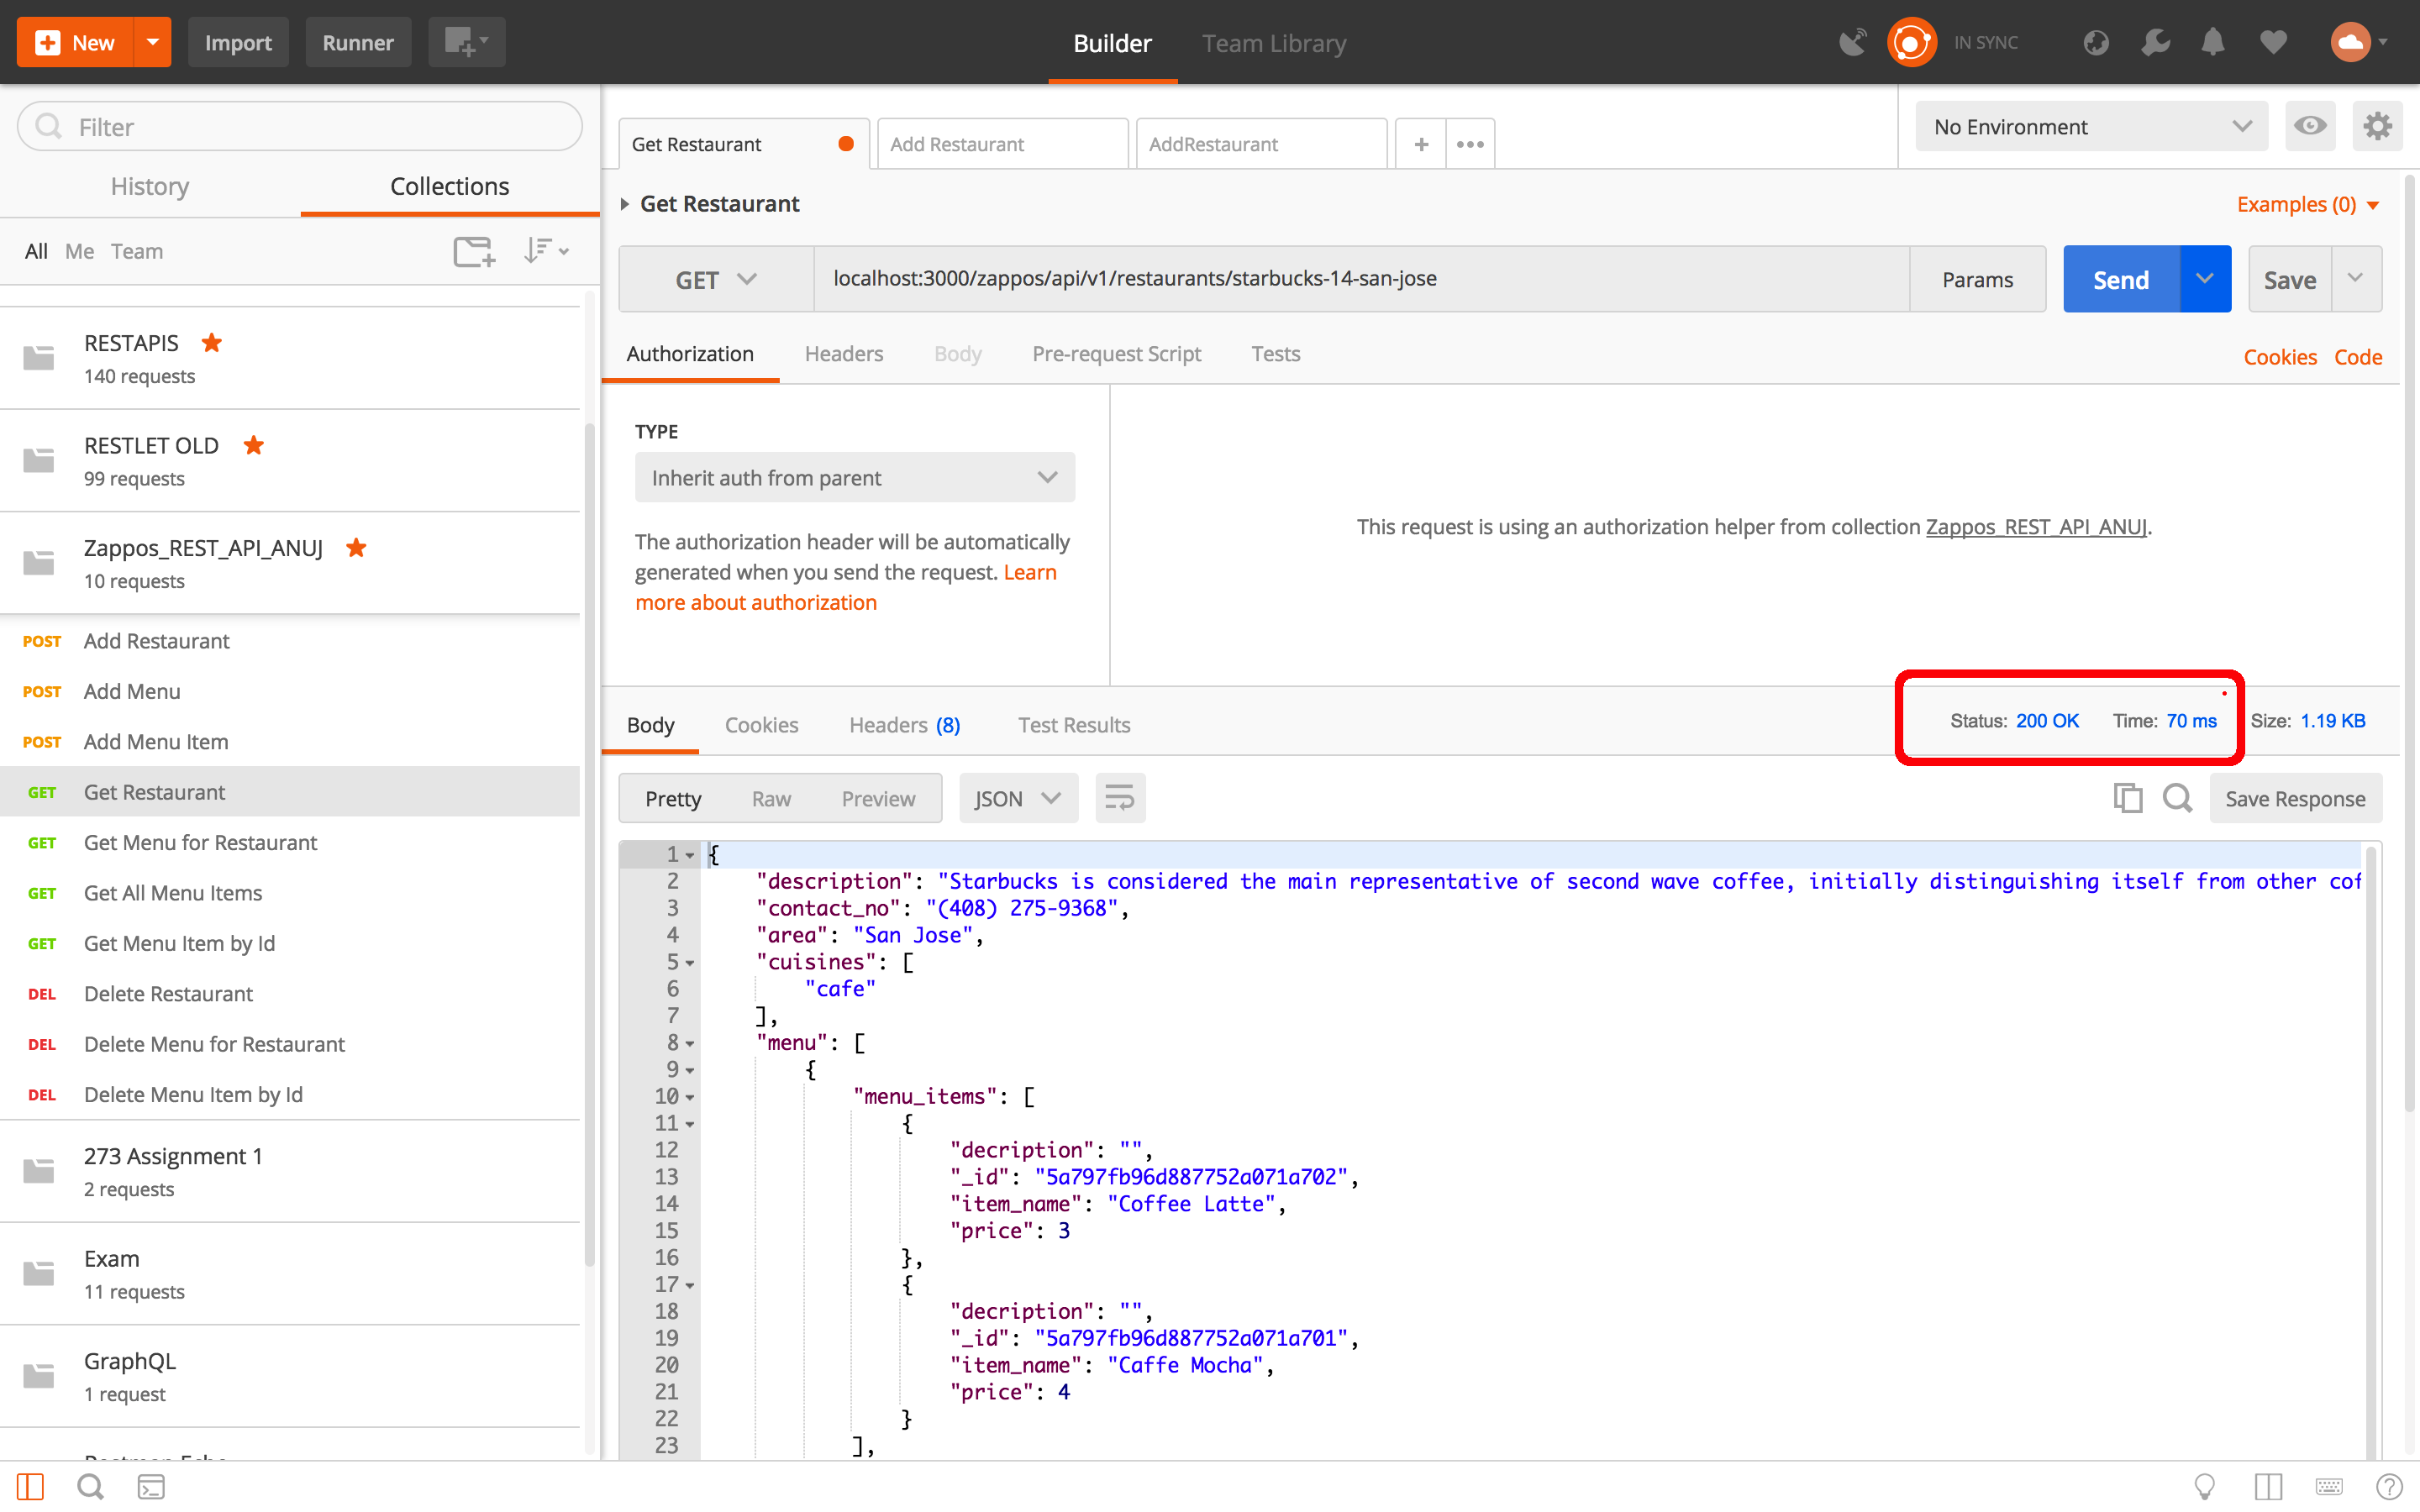 New Import Runner Builder Team Library IN SYNC
Filter
History Collections
All Me Team
RESTAPIS
140 requests
RESTLET OLD
99 requests
Zappos_REST_API_ANUJ
10 requests
POST Add Restaurant
POST Add Menu
POST Add Menu Item
GET Get Restaurant
GET Get Menu for Restaurant
GET Get All Menu Items
GET Get Menu Item by Id
DEL Delete Restaurant
DEL Delete Menu for Restaurant
DEL Delete Menu Item by Id
273 Assignment 1
2 requests
Exam
11 requests
GraphQL
1 request
Get Restaurant Add Restaurant AddRestaurant No Environment
Get Restaurant Examples (0)
GET localhost:3000/zappos/api/v1/restaurants/starbucks-14-san-jose Params Send Save
Authorization Headers Body Pre-request Script Tests Cookies Code
TYPE
Inherit auth from parent
The authorization header will be automatically
generated when you send the request. Learn
more about authorization
This request is using an authorization helper from collection Zappos_REST_API_ANUJ.
Body Cookies Headers (8) Test Results Status: 200 OK Time: 70 ms Size: 1.19 KB
Pretty Raw Preview JSON Save Response
1 {
2 "description": "Starbucks is considered the main representative of second wave coffee, initially distinguishing itself from other cof
3 "contact_no": "(408) 275-9368",
4 "area": "San Jose",
5 "cuisines": [
6 "cafe"
7 ],
8 "menu": [
9 {
10 "menu_items": [
11 {
12 "decription": "",
13 "_id": "5a797fb96d887752a071a702",
14 "item_name": "Coffee Latte",
15 "price": 3
16 },
17 {
18 "decription": "",
19 "_id": "5a797fb96d887752a071a701",
20 "item_name": "Caffe Mocha",
21 "price": 4
22 }
23 ],